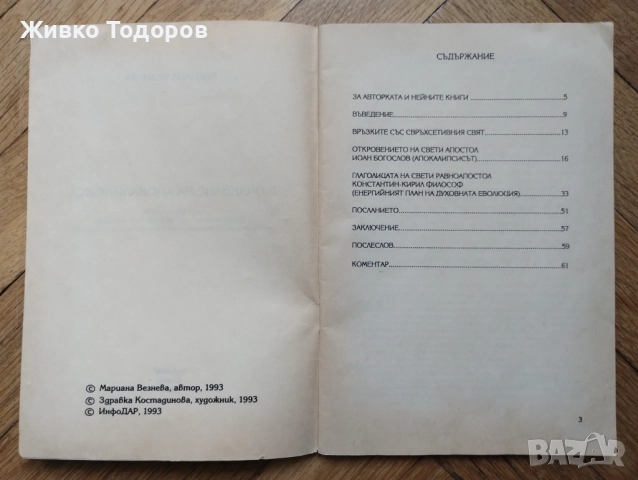 Живко Тодоров
© Мариана Везнева, автор, 1993
© Здравка Костадинова, художник, 1993
© ИнфоДАР, 1993
СЪДЪРЖАНИЕ
ЗА АВТОРКАТА И НЕЙНИТЕ КНИГИ ........ 5
ВЪВЕДЕНИЕ ........ 9
ВРЪЗКИТЕ СЪС СВРЪХСЕТИВНИЯ СВЯТ ........ 13
ОТКРОВЕНИЕТО НА СВЕТИ АПОСТОЛ
ИОАН БОГОСЛОВ (АПОКАЛИПСИСЪТ) ........ 16
ГЛАГОЛИЦАТА НА СВЕТИ РАВНОАПОСТОЛ
КОНСТАНТИН-КИРИЛ ФИЛОСОФ
(ЕНЕРГИЙНИЯТ ПЛАН НА ДУХОВНАТА ЕВОЛЮЦИЯ) ........ 33
ПОСЛАНИЕТО ........ 51
ЗАКЛЮЧЕНИЕ ........ 57
ПОСЛЕСЛОВ ........ 59
КОМЕНТАР ........ 61
3
BAZAR